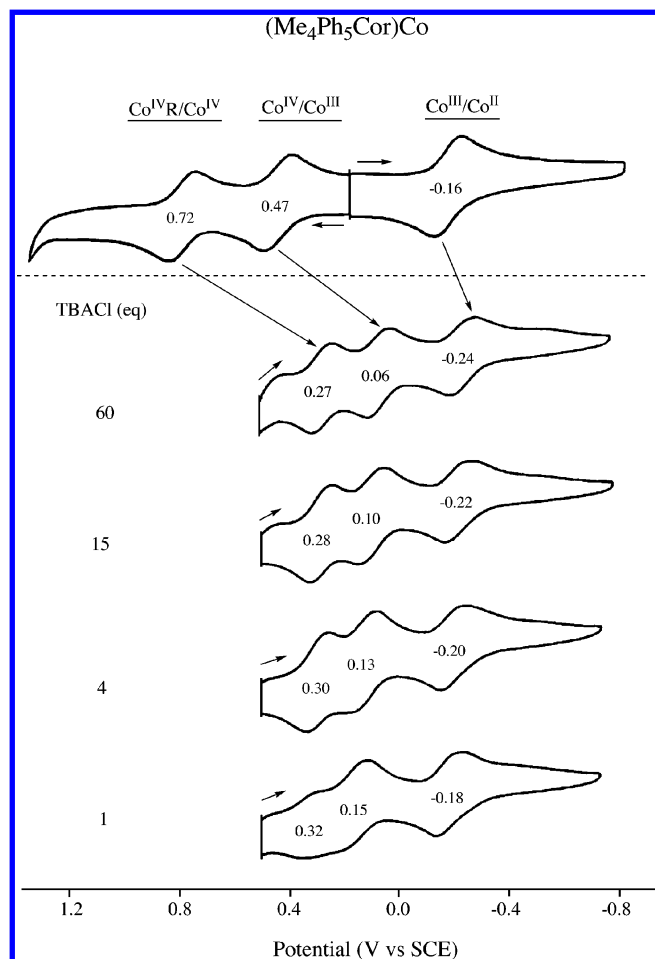 (Me₄Ph₅Cor)Co
CoᴵⱽR/Coᴵⱽ Coᴵⱽ/Coᴵᴵᴵ Coᴵᴵᴵ/Coᴵᴵ
0.72 0.47 -0.16
TBACl (eq)
60 0.27 0.06 -0.24
15 0.28 0.10 -0.22
4 0.30 0.13 -0.20
1 0.32 0.15 -0.18
1.2 0.8 0.4 0.0 -0.4 -0.8
Potential (V vs SCE)